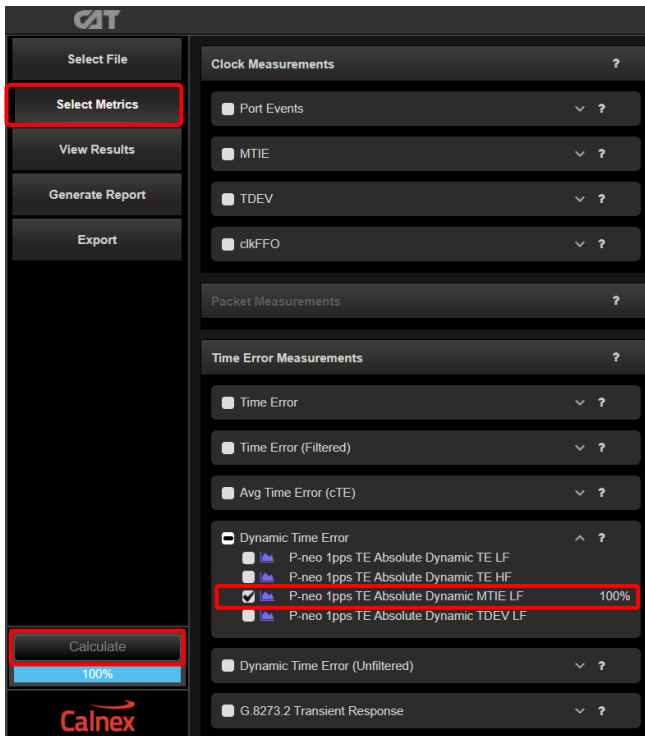 CAT
Select File
Select Metrics
View Results
Generate Report
Export
Calculate
100%
Calnex
Clock Measurements ?
Port Events ?
MTIE ?
TDEV ?
clkFFO ?
Packet Measurements ?
Time Error Measurements ?
Time Error ?
Time Error (Filtered) ?
Avg Time Error (cTE) ?
Dynamic Time Error ?
P-neo 1pps TE Absolute Dynamic TE LF
P-neo 1pps TE Absolute Dynamic TE HF
P-neo 1pps TE Absolute Dynamic MTIE LF 100%
P-neo 1pps TE Absolute Dynamic TDEV LF
Dynamic Time Error (Unfiltered) ?
G.8273.2 Transient Response ?